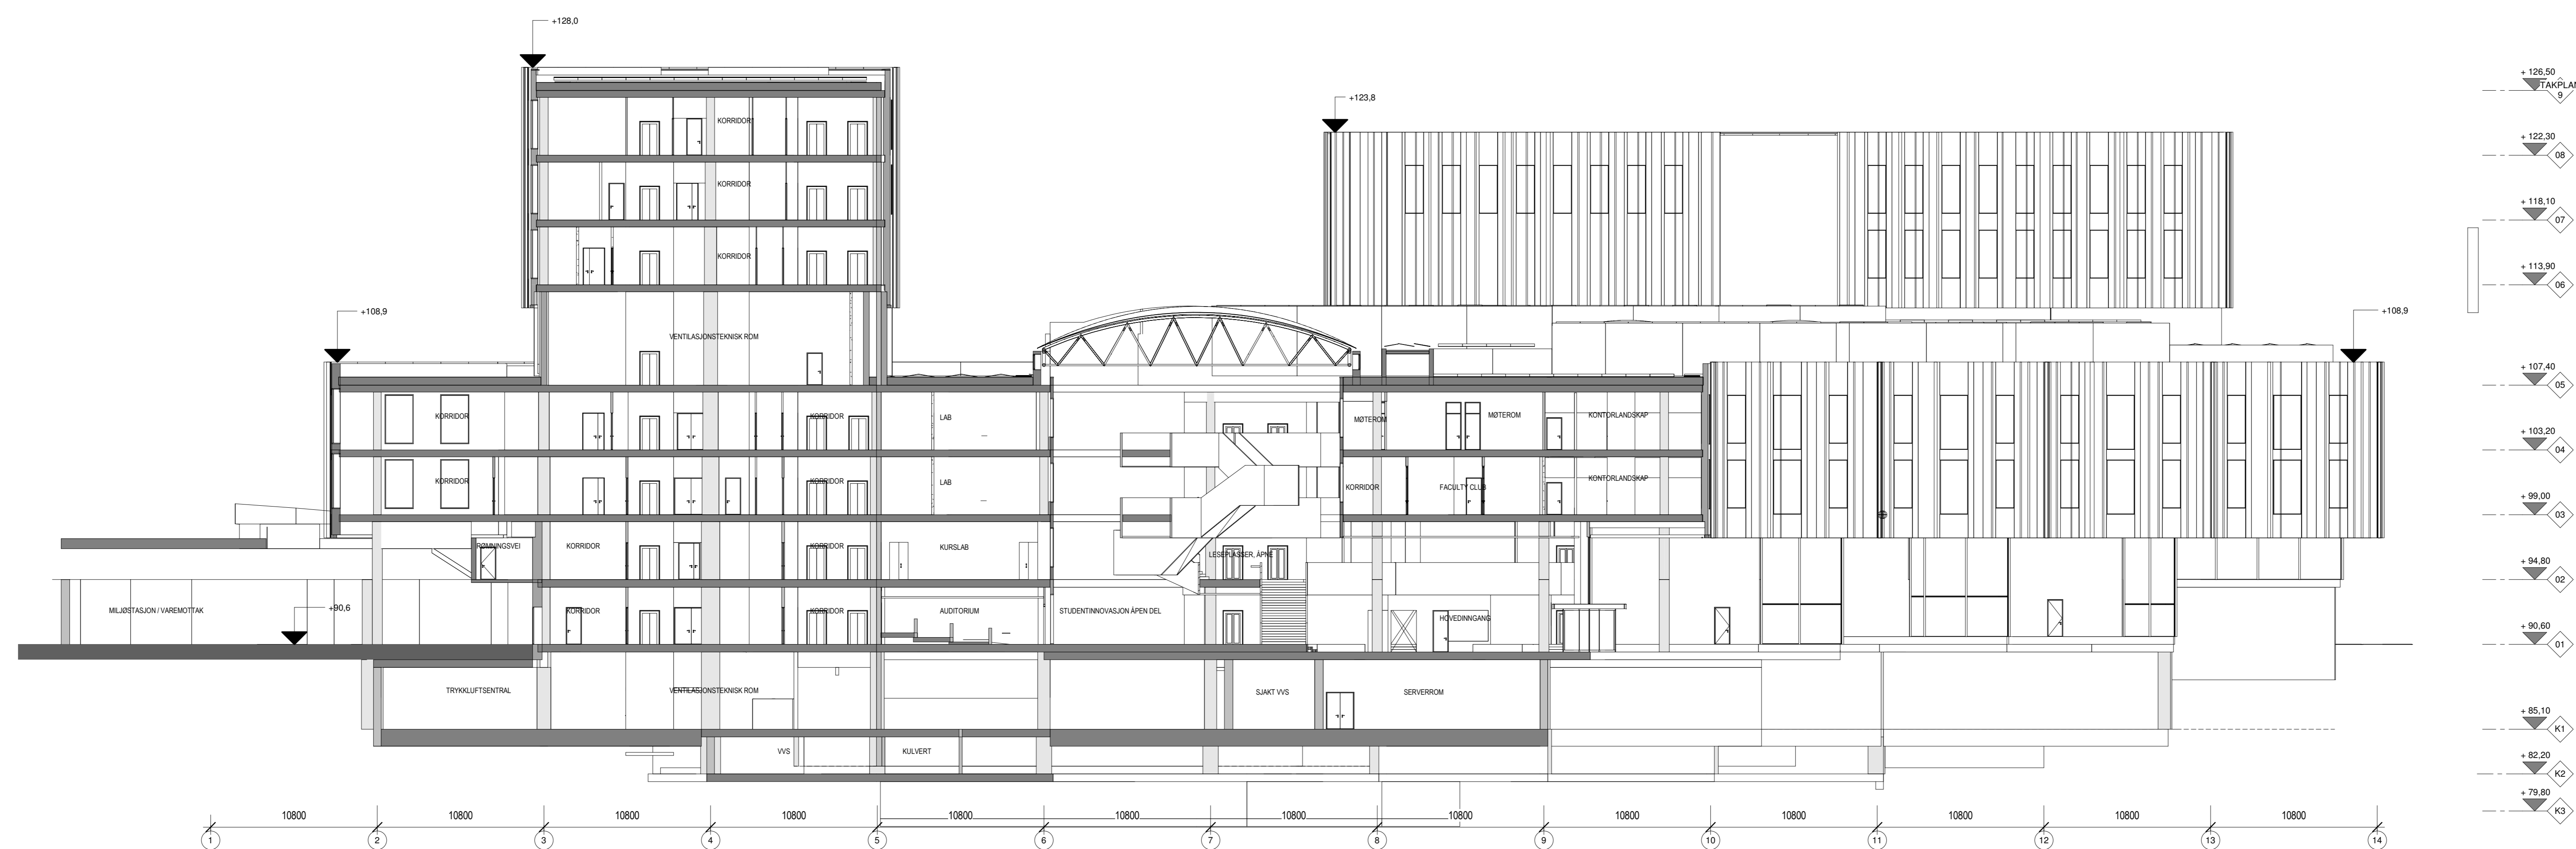 +128,0
+ 126,50
TAKPLAN
9
+123,8
KORRIDOR
+ 122,30
08
KORRIDOR
+ 118,10
07
KORRIDOR
+ 113,90
06
+108,9
+108,9
VENTILASJONSTEKNISK ROM
+ 107,40
05
KORRIDOR
KORRIDOR
LAB
MØTEROM
MØTEROM
KONTORLANDSKAP
+ 103,20
04
KORRIDOR
KORRIDOR
LAB
KORRIDOR
FACULTY CLUB
KONTORLANDSKAP
+ 99,00
03
RØMNINGSVEI
KORRIDOR
KORRIDOR
KURSLAB
LESEPLASSER, ÅPNE
+ 94,80
02
MILJØSTASJON / VAREMOTTAK
+90,6
KORRIDOR
KORRIDOR
AUDITORIUM
STUDENTINNOVASJON ÅPEN DEL
HOVEDINNGANG
+ 90,60
01
TRYKKLUFTSENTRAL
VENTILASJONSTEKNISK ROM
SJAKT VVS
SERVERROM
+ 85,10
K1
VVS
KULVERT
+ 82,20
K2
+ 79,80
K3
10800 10800 10800 10800 10800 10800 10800 10800 10800 10800 10800 10800 10800
1 2 3 4 5 6 7 8 9 10 11 12 13 14